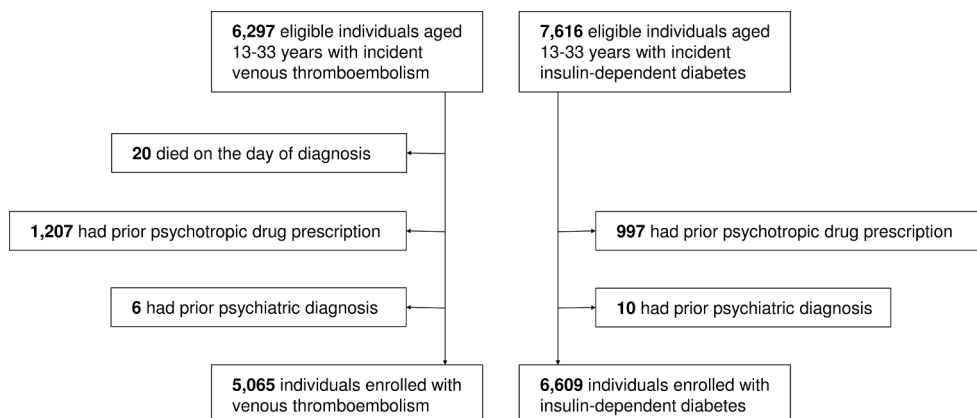 6,297 eligible individuals aged
13-33 years with incident
venous thromboembolism
7,616 eligible individuals aged
13-33 years with incident
insulin-dependent diabetes
20 died on the day of diagnosis
1,207 had prior psychotropic drug prescription
997 had prior psychotropic drug prescription
6 had prior psychiatric diagnosis
10 had prior psychiatric diagnosis
5,065 individuals enrolled with
venous thromboembolism
6,609 individuals enrolled with
insulin-dependent diabetes